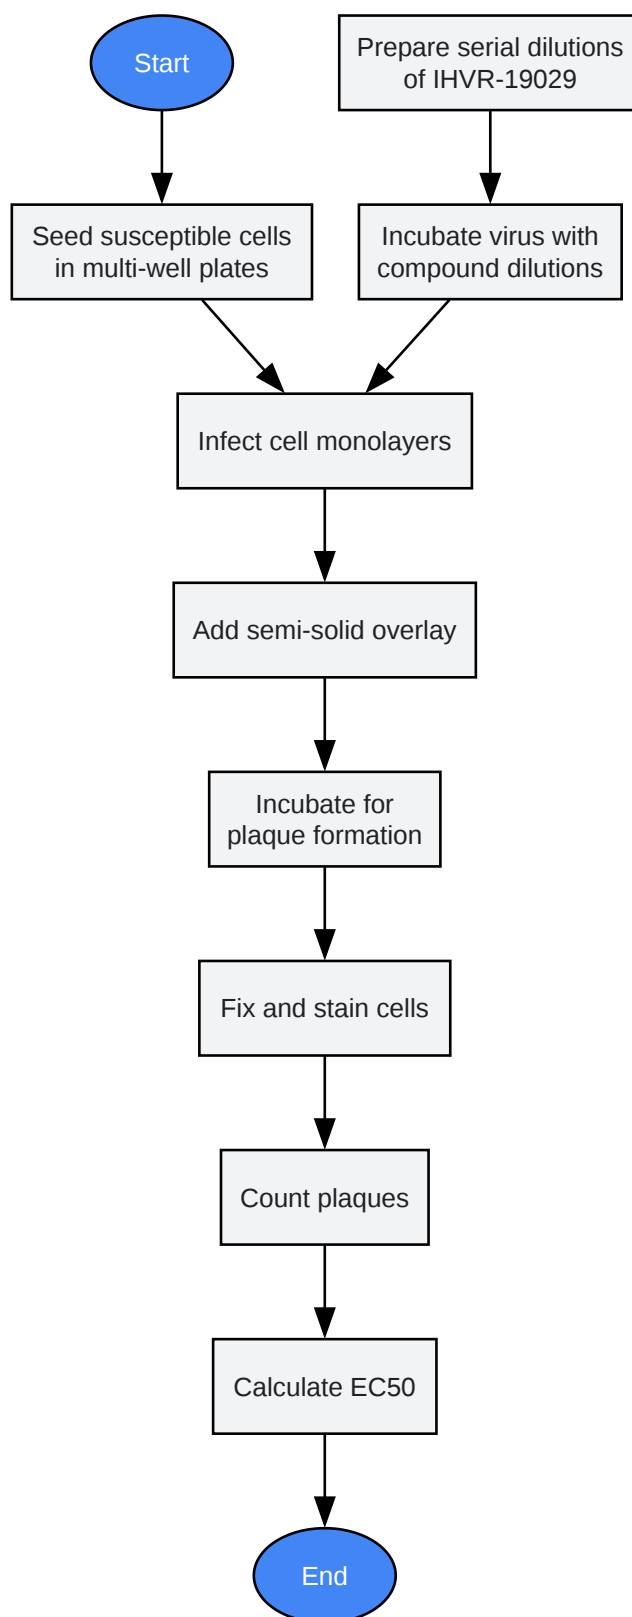 Start
Prepare serial dilutions
of IHVR-19029
Seed susceptible cells
in multi-well plates
Incubate virus with
compound dilutions
Infect cell monolayers
Add semi-solid overlay
Incubate for
plaque formation
Fix and stain cells
Count plaques
Calculate EC50
End